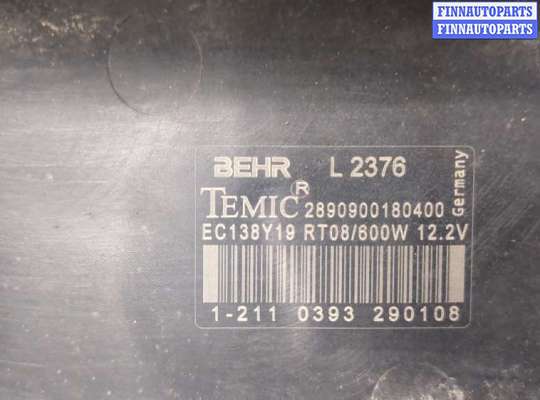 FINNAUTOPARTS
FINNAUTOPARTS
BEHR L 2376
TEMIC® 2890900180400
Germany
EC138Y19 RT08/600W 12.2V
1-211 0393 290108